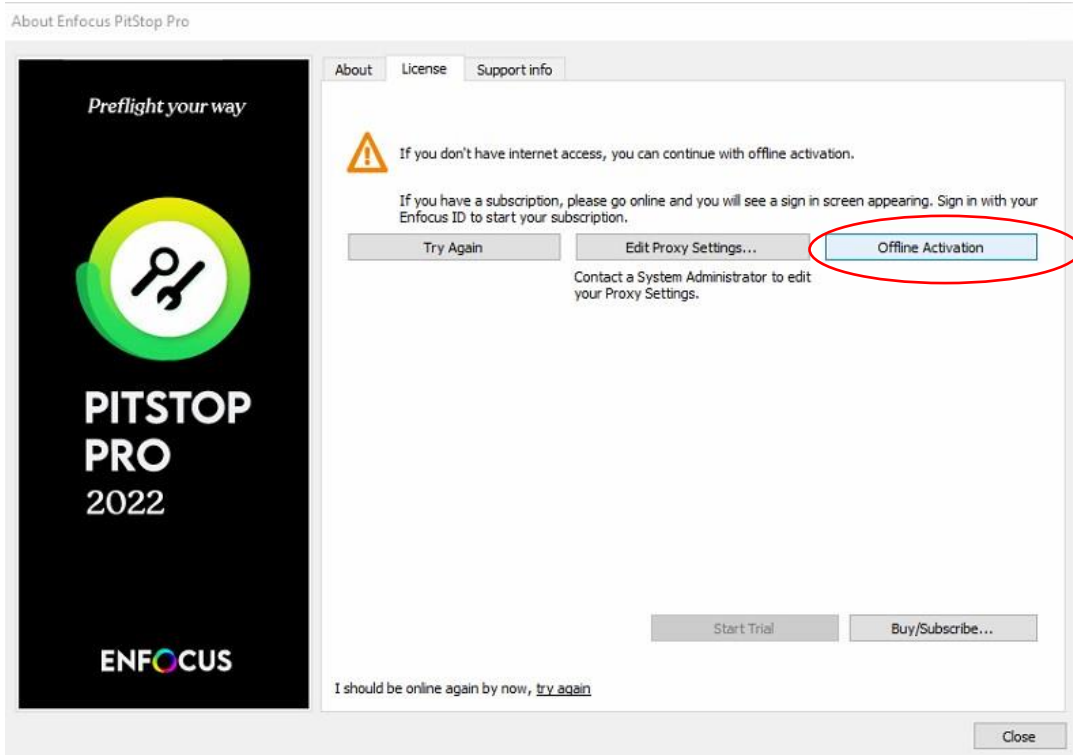 About Enfocus PitStop Pro
Preflight your way
PITSTOP
PRO
2022
ENFOCUS
About
License
Support info
If you don't have internet access, you can continue with offline activation.
If you have a subscription, please go online and you will see a sign in screen appearing. Sign in with your
Enfocus ID to start your subscription.
Try Again
Edit Proxy Settings...
Offline Activation
Contact a System Administrator to edit
your Proxy Settings.
Start Trial
Buy/Subscribe...
I should be online again by now, try again
Close